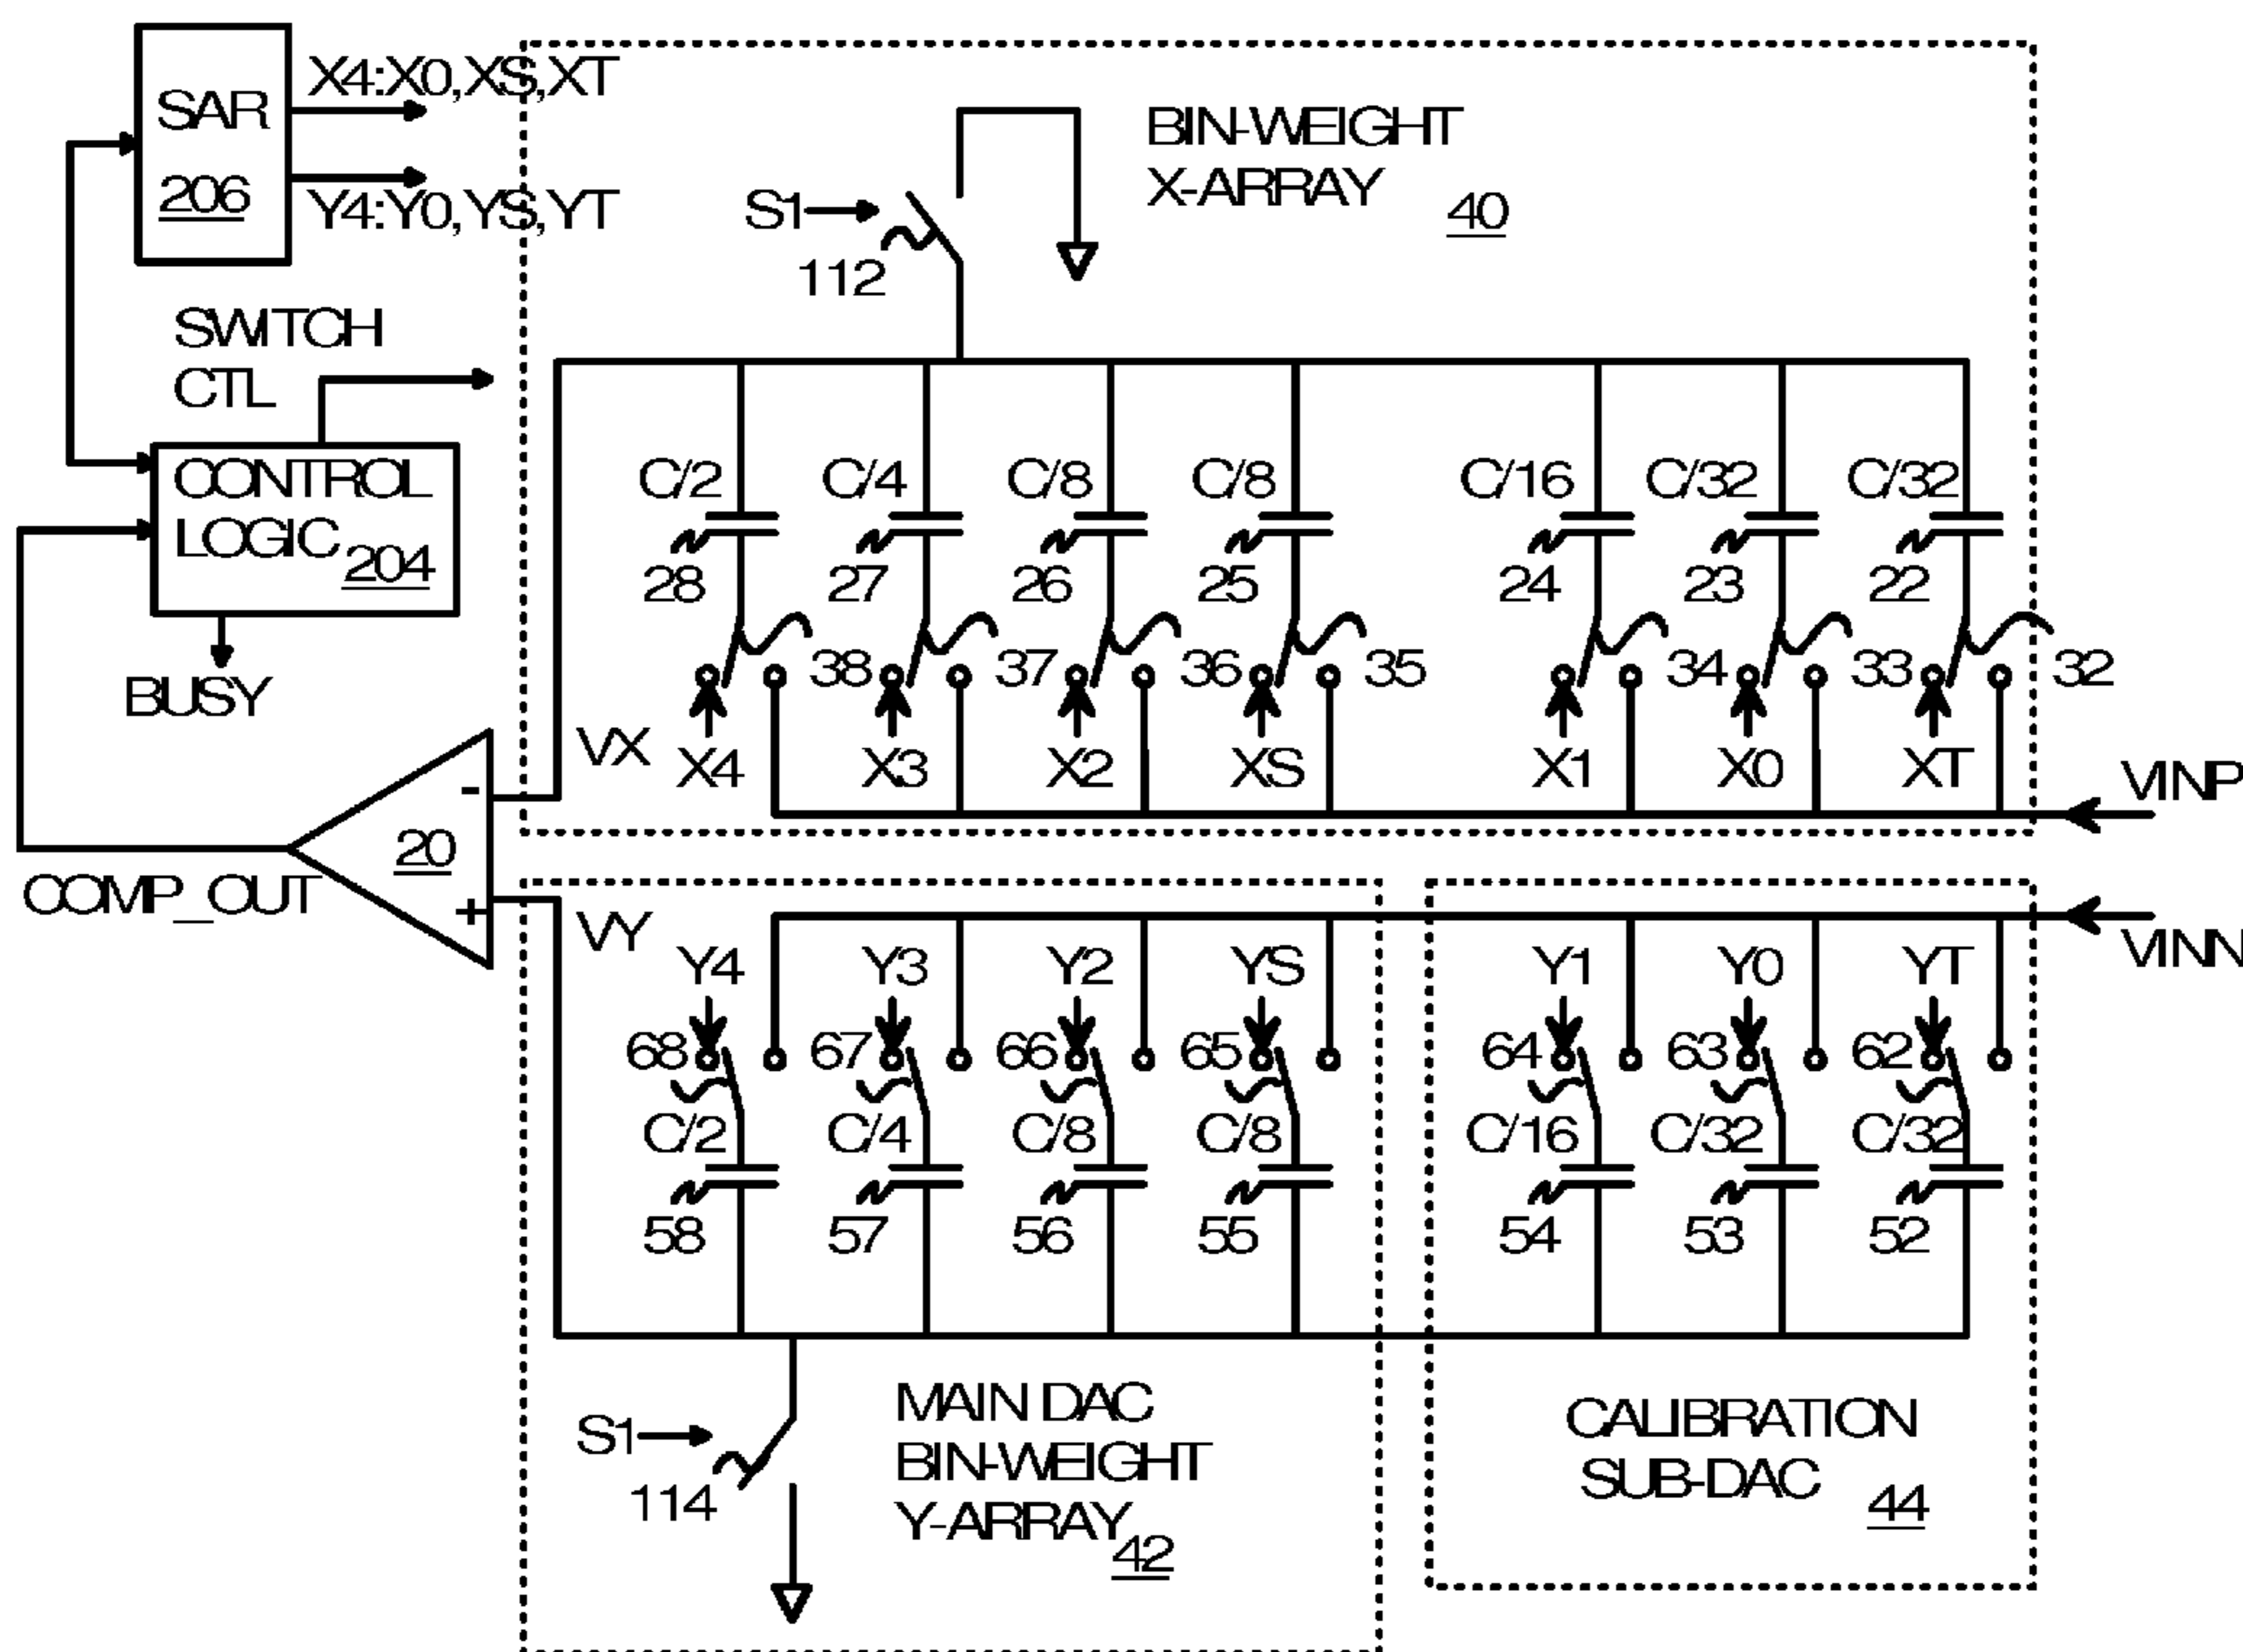 SAR
206
X4:X0,XS,XT
Y4:Y0,YS,YT
BIN-WEIGHT
X-ARRAY
40
S1
112
SWITCH
CTL
CONTROL
LOGIC 204
BUSY
C/2 C/4 C/8 C/8 C/16 C/32 C/32
28 27 26 25 24 23 22
38 37 36 35 34 33 32
VX X4 X3 X2 XS X1 X0 XT
VINP
- 
20
+
COMP_OUT
VY Y4 Y3 Y2 YS Y1 Y0 YT
VINN
68 67 66 65 64 63 62
C/2 C/4 C/8 C/8 C/16 C/32 C/32
58 57 56 55 54 53 52
S1
114
MAIN DAC
BIN-WEIGHT
Y-ARRAY 42
CALIBRATION
SUB-DAC 44